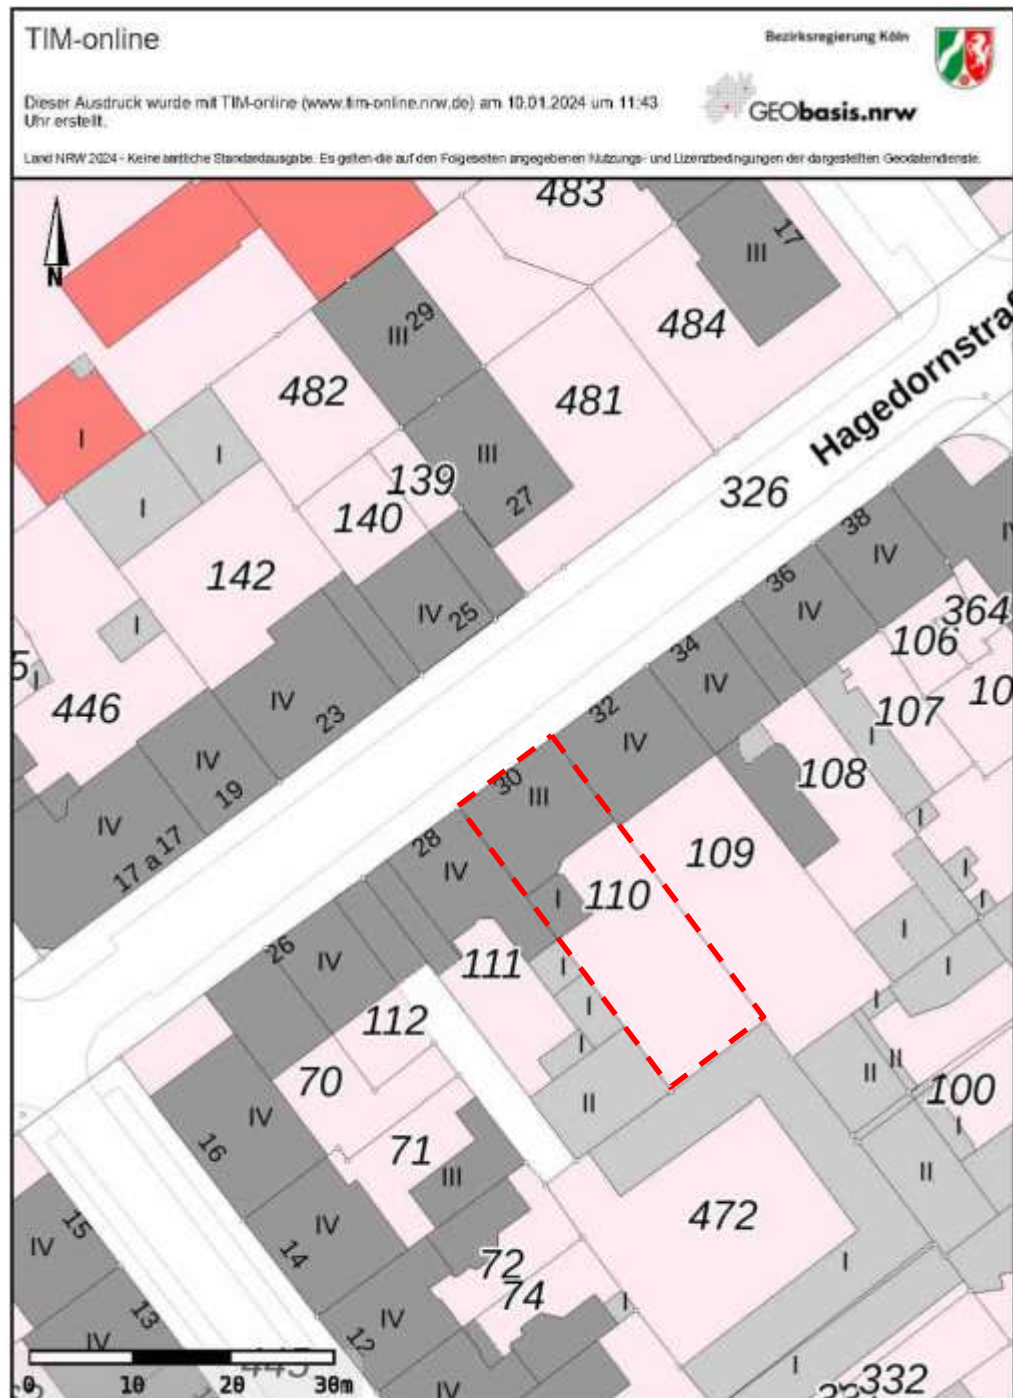 TIM-online
Bezirksregierung Köln
Dieser Ausdruck wurde mit TIM-online (www.tim-online.nrw.de) am 10.01.2024 um 11:43
Uhr erstellt.
GEObasis.nrw
Land NRW 2024 - Keine amtliche Standardausgabe. Es gelten die auf den Folgeseiten angegebenen Nutzungs- und Lizenzbedingungen der dargestellten Geodatendienste.
N
483
17
III
484
III 29
482
481
Hagedornstra
I
I
III
139
326
27
I
140
38
142
IV
36
IV 25
IV
364
I
106
34
IV
I
446
IV
23
IV
107
10
32
I
IV
IV
19
30
III
108
IV
17 a 17
28
IV
109
I
110
I
I
26
IV
111
I
I
I
I
112
I
I
70
II
II
II
100
IV
16
71
I
III
II
15
IV
IV
14
472
72
I
74
13
IV
IV
12
I
445
I
332
IV
0 10 20 30m